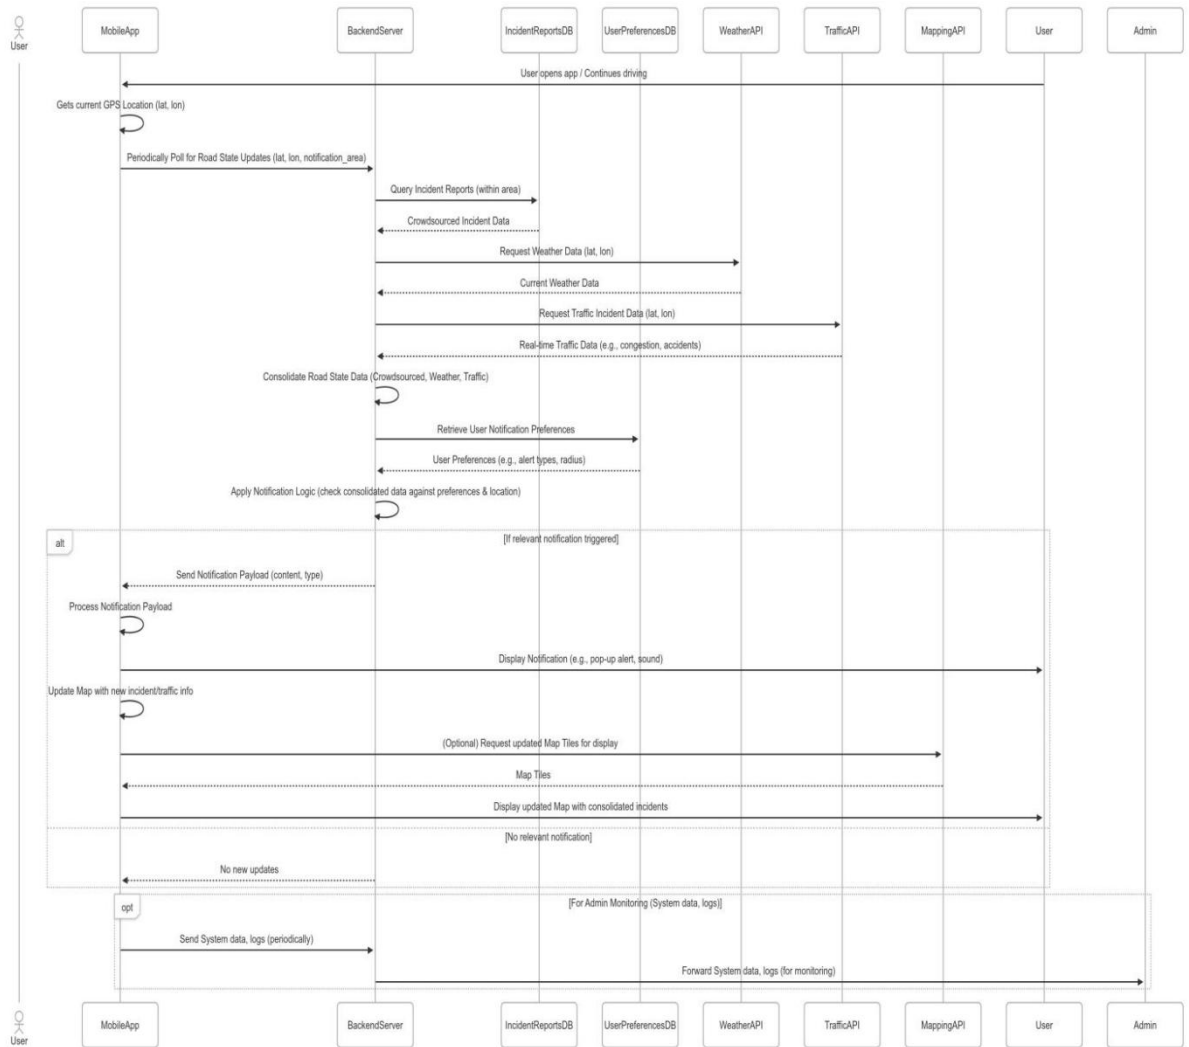 User
MobileApp
BackendServer
IncidentReportsDB
UserPreferencesDB
WeatherAPI
TrafficAPI
MappingAPI
User
Admin
User opens app / Continues driving
Gets current GPS Location (lat, lon)
Periodically Poll for Road State Updates (lat, lon, notification_area)
Query Incident Reports (within area)
Crowdsourced Incident Data
Request Weather Data (lat, lon)
Current Weather Data
Request Traffic Incident Data (lat, lon)
Real-time Traffic Data (e.g., congestion, accidents)
Consolidate Road State Data (Crowdsourced, Weather, Traffic)
Retrieve User Notification Preferences
User Preferences (e.g., alert types, radius)
Apply Notification Logic (check consolidated data against preferences & location)
alt
[If relevant notification triggered]
Send Notification Payload (content, type)
Process Notification Payload
Display Notification (e.g., pop-up alert, sound)
Update Map with new incident/traffic info
(Optional) Request updated Map Tiles for display
Map Tiles
Display updated Map with consolidated incidents
[No relevant notification]
No new updates
opt
[For Admin Monitoring (System data, logs)]
Send System data, logs (periodically)
Forward System data, logs (for monitoring)
User
MobileApp
BackendServer
IncidentReportsDB
UserPreferencesDB
WeatherAPI
TrafficAPI
MappingAPI
User
Admin